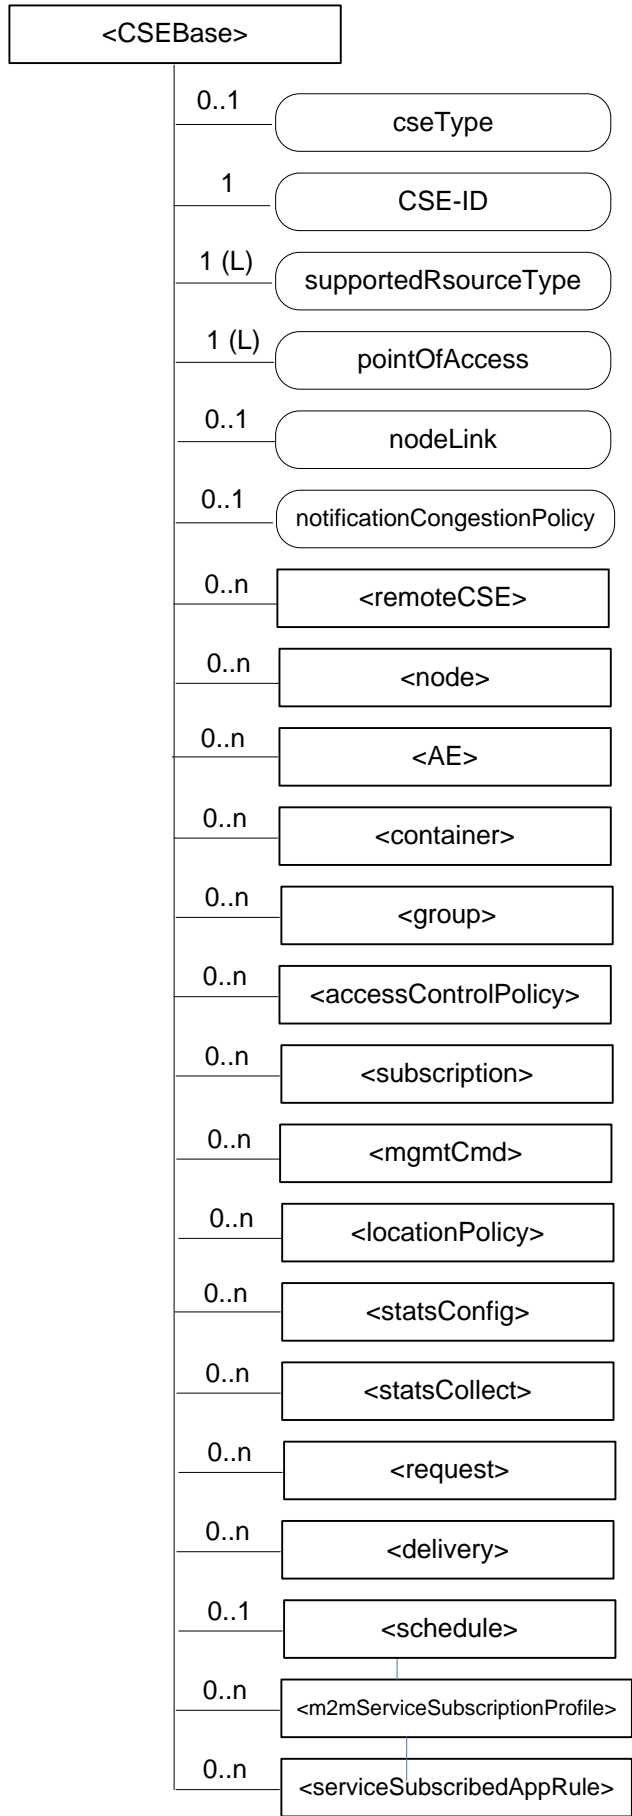 <CSEBase>
0..1
cseType
1
CSE-ID
1 (L)
supportedRsourceType
1 (L)
pointOfAccess
0..1
nodeLink
0..1
notificationCongestionPolicy
0..n
<remoteCSE>
0..n
<node>
0..n
<AE>
0..n
<container>
0..n
<group>
0..n
<accessControlPolicy>
0..n
<subscription>
0..n
<mgmtCmd>
0..n
<locationPolicy>
0..n
<statsConfig>
0..n
<statsCollect>
0..n
<request>
0..n
<delivery>
0..1
<schedule>
0..n
<m2mServiceSubscriptionProfile>
0..n
<serviceSubscribedAppRule>